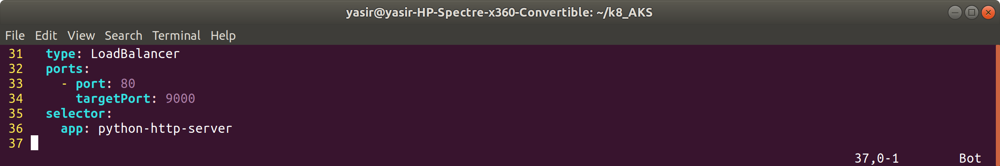 yasir@yasir-HP-Spectre-x360-Convertible: ~/k8_AKS
File Edit View Search Terminal Help
31   type: LoadBalancer
32   ports:
33     - port: 80
34       targetPort: 9000
35   selector:
36     app: python-http-server
37
37,0-1 Bot